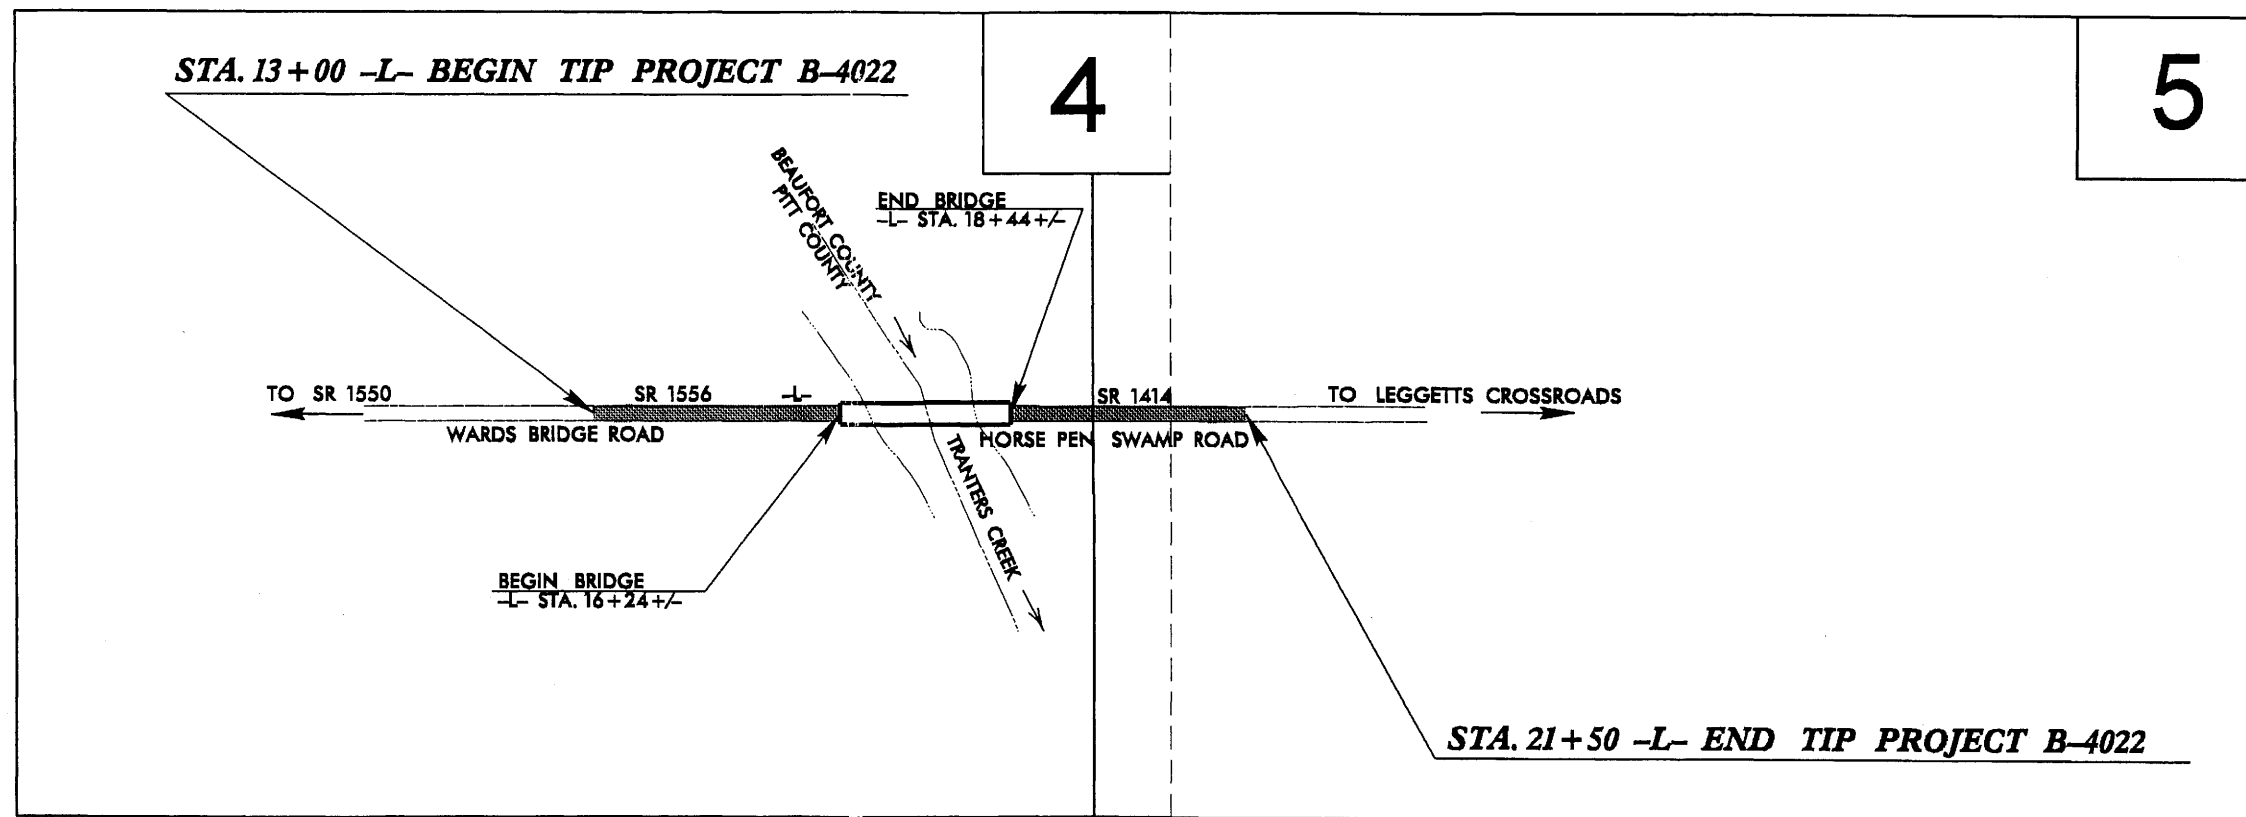 STA. 13+00 -L- BEGIN TIP PROJECT B-4022
4
5
BEAUFORT COUNTY
PITT COUNTY
END BRIDGE
-L- STA. 18+44+/-
TO SR 1550
SR 1556
-L-
SR 1414
TO LEGGETTS CROSSROADS
WARDS BRIDGE ROAD
HORSE PEN SWAMP ROAD
TRANTERS CREEK
BEGIN BRIDGE
-L- STA. 16+24+/-
STA. 21+50 -L- END TIP PROJECT B-4022